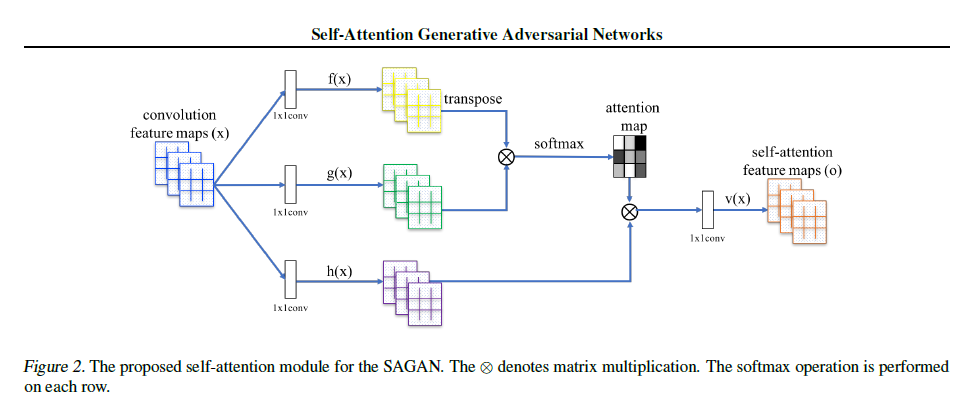 Self-Attention Generative Adversarial Networks
f(x)
transpose
1x1conv
convolution
feature maps (x)
attention
map
softmax
self-attention
feature maps (o)
g(x)
1x1conv
v(x)
1x1conv
h(x)
1x1conv
Figure 2. The proposed self-attention module for the SAGAN. The ⊗ denotes matrix multiplication. The softmax operation is performed
on each row.